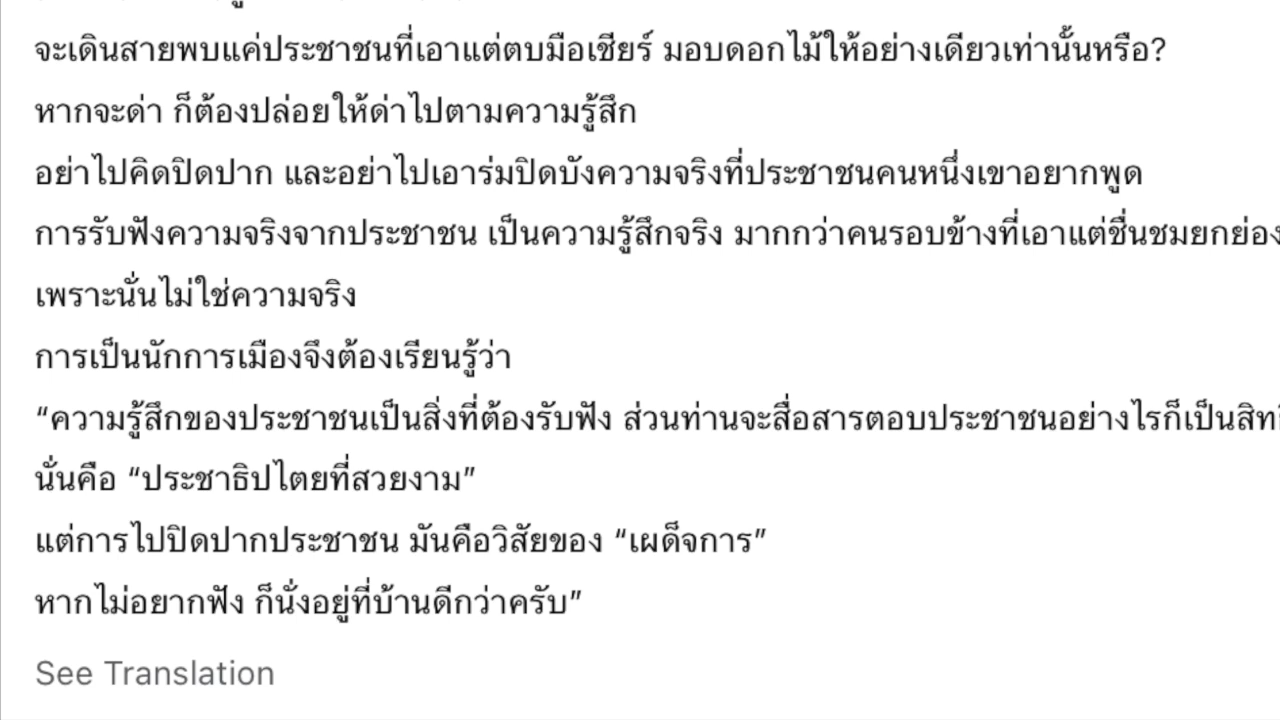 จะเดินสายพบแค่ประชาชนที่เอาแต่ตบมือเชียร์ มอบดอกไม้ให้อย่างเดียวเท่านั้นหรือ?
หากจะด่า ก็ต้องปล่อยให้ด่าไปตามความรู้สึก
อย่าไปคิดปิดปาก และอย่าไปเอาร่มปิดบังความจริงที่ประชาชนคนหนึ่งเขาอยากพูด
การรับฟังความจริงจากประชาชน เป็นความรู้สึกจริง มากกว่าคนรอบข้างที่เอาแต่ชื่นชมยกย่อง
เพราะนั่นไม่ใช่ความจริง
การเป็นนักการเมืองจึงต้องเรียนรู้ว่า
“ความรู้สึกของประชาชนเป็นสิ่งที่ต้องรับฟัง ส่วนท่านจะสื่อสารตอบประชาชนอย่างไรก็เป็น
นั่นคือ “ประชาธิปไตยที่สวยงาม”
แต่การไปปิดปากประชาชน มันคือวิสัยของ “เผด็จการ”
หากไม่อยากฟัง ก็นั่งอยู่ที่บ้านดีกว่าครับ”
See Translation